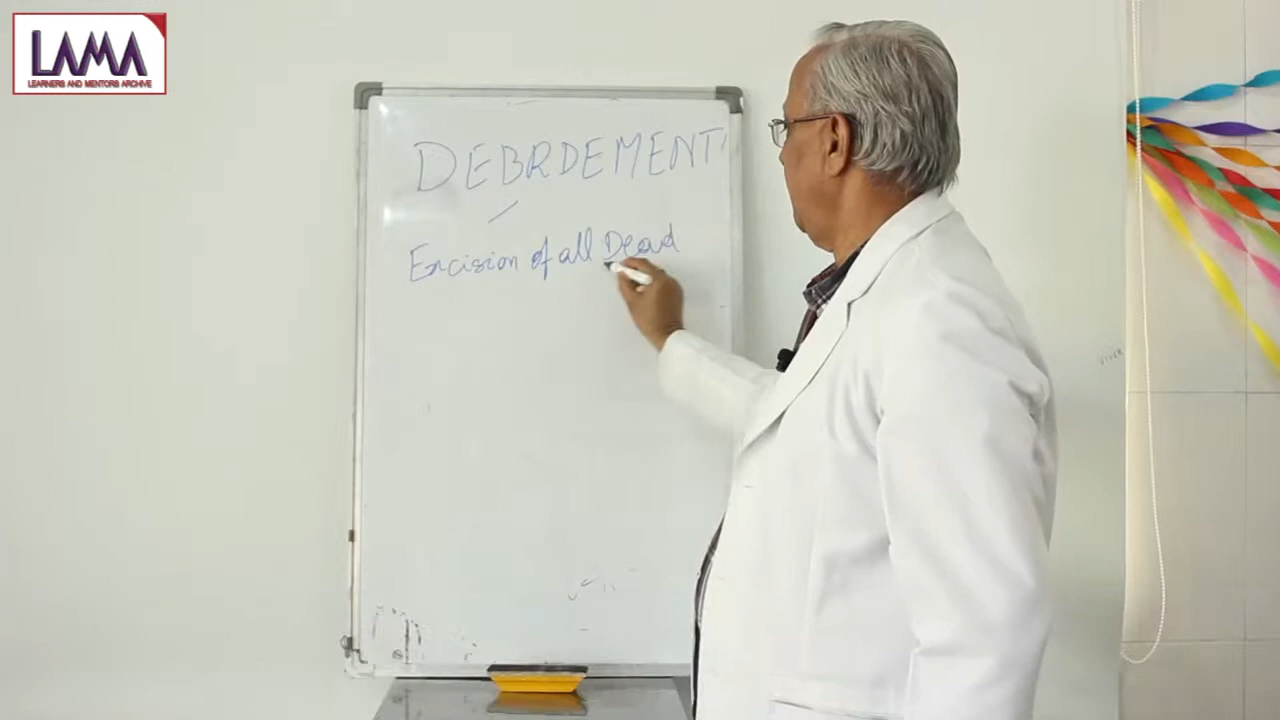 LAMA
LEARNERS AND MENTORS ARCHIVE
DEBRDEMENT
Excision of all Dead